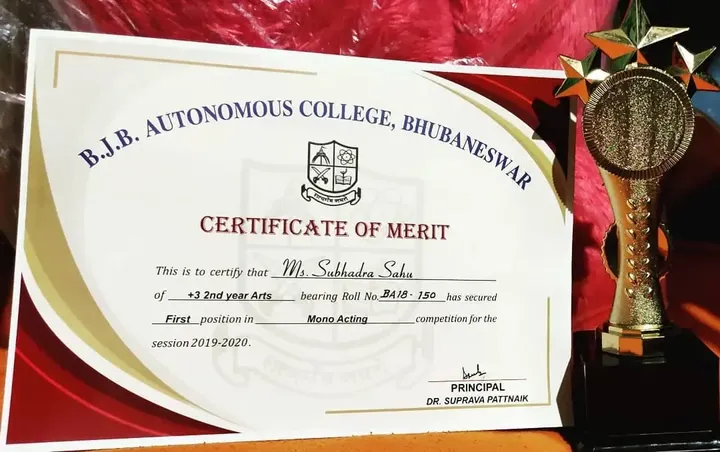 B.J.B. AUTONOMOUS COLLEGE, BHUBANESWAR
CERTIFICATE OF MERIT
This is to certify that Ms. Subhadra Sahu
of +3 2nd year Arts bearing Roll No. BA18-150 has secured
First position in Mono Acting competition for the
session 2019-2020.
PRINCIPAL
DR. SUPRAVA PATTNAIK